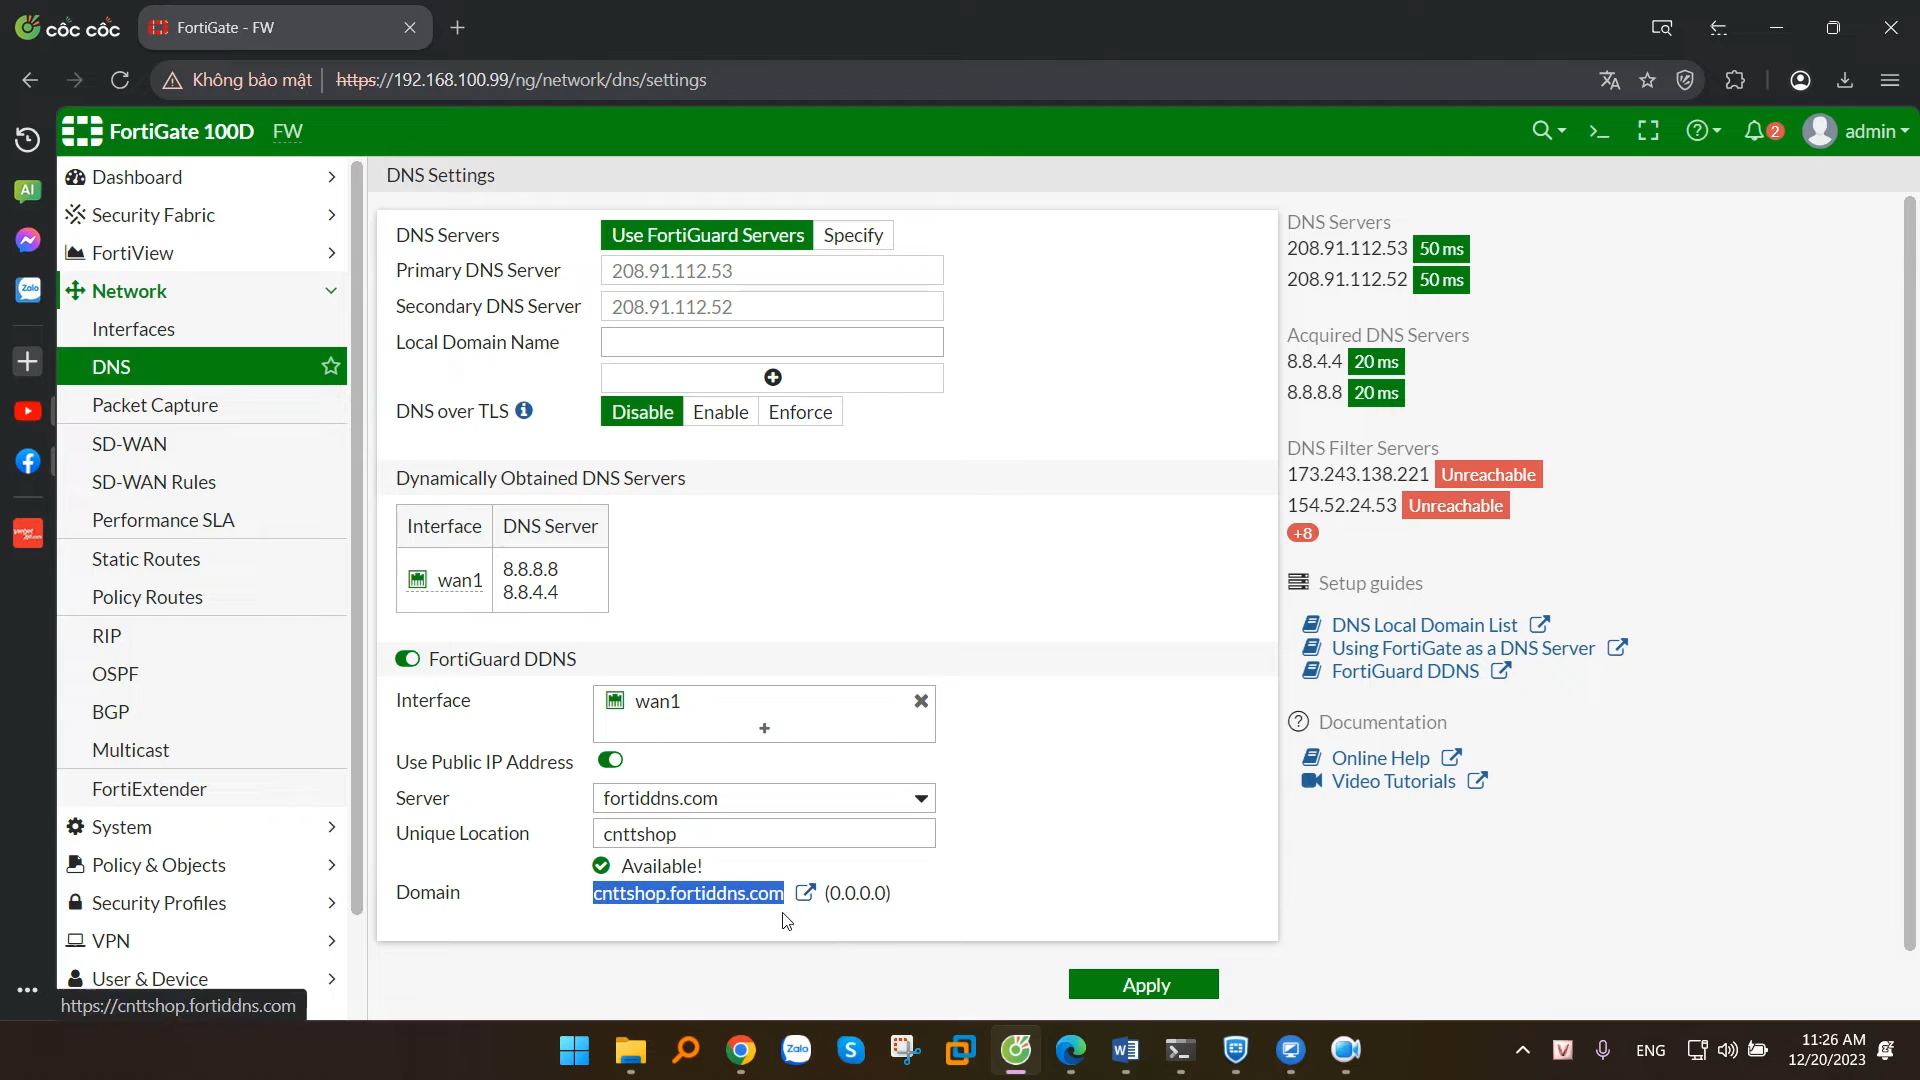 cốc cốc
FortiGate - FW
Không bảo mật
https://192.168.100.99/ng/network/dns/settings
FortiGate 100D FW
2
admin
AI
Zalo
Dashboard
Security Fabric
FortiView
Network
Interfaces
DNS
Packet Capture
SD-WAN
SD-WAN Rules
Performance SLA
Static Routes
Policy Routes
RIP
OSPF
BGP
Multicast
FortiExtender
System
Policy & Objects
Security Profiles
VPN
User & Device
https://cnttshop.fortiddns.com
DNS Settings
DNS Servers Use FortiGuard Servers Specify
Primary DNS Server 208.91.112.53
Secondary DNS Server 208.91.112.52
Local Domain Name
DNS over TLS Disable Enable Enforce
Dynamically Obtained DNS Servers
Interface DNS Server
wan1 8.8.8.8
8.8.4.4
FortiGuard DDNS
Interface wan1
Use Public IP Address
Server fortiddns.com
Unique Location cnttshop
Available!
Domain cnttshop.fortiddns.com (0.0.0.0)
Apply
DNS Servers
208.91.112.53 50 ms
208.91.112.52 50 ms
Acquired DNS Servers
8.8.4.4 20 ms
8.8.8.8 20 ms
DNS Filter Servers
173.243.138.221 Unreachable
154.52.24.53 Unreachable
+8
Setup guides
DNS Local Domain List
Using FortiGate as a DNS Server
FortiGuard DDNS
Documentation
Online Help
Video Tutorials
Zalo
S
W
V
ENG
11:26 AM
12/20/2023